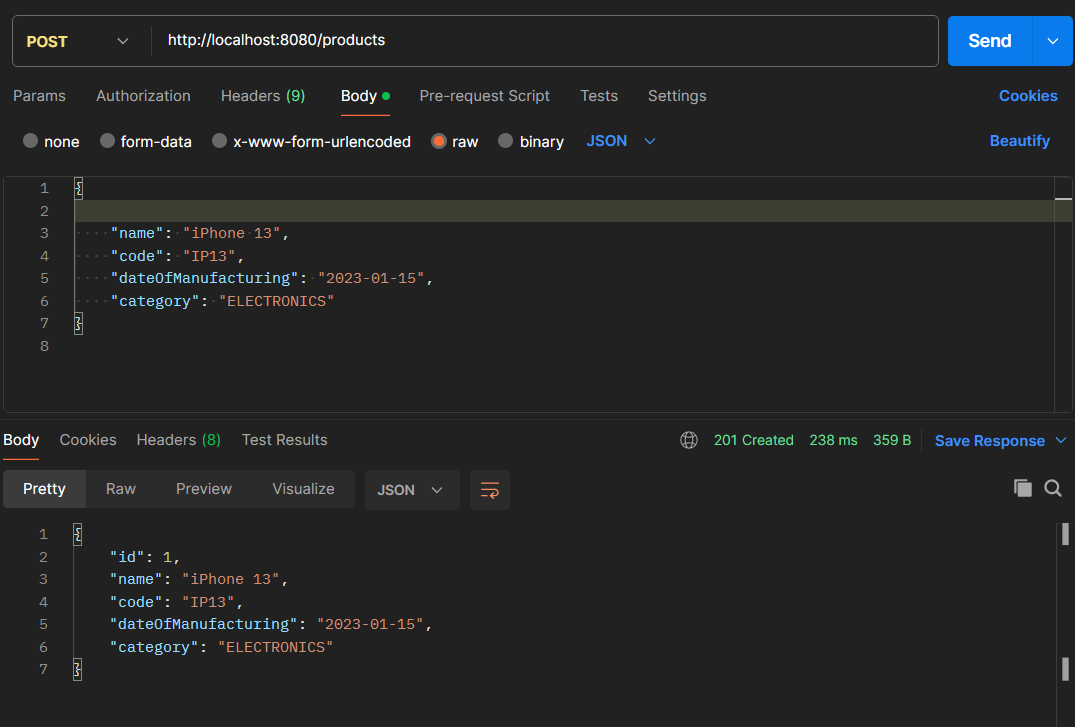 POST http://localhost:8080/products Send
Params Authorization Headers (9) Body Pre-request Script Tests Settings Cookies
none form-data x-www-form-urlencoded raw binary JSON Beautify
1 {
2
3 "name": "iPhone 13",
4 "code": "IP13",
5 "dateOfManufacturing": "2023-01-15",
6 "category": "ELECTRONICS"
7 }
8
Body Cookies Headers (8) Test Results 201 Created 238 ms 359 B Save Response
Pretty Raw Preview Visualize JSON
1 {
2 "id": 1,
3 "name": "iPhone 13",
4 "code": "IP13",
5 "dateOfManufacturing": "2023-01-15",
6 "category": "ELECTRONICS"
7 }